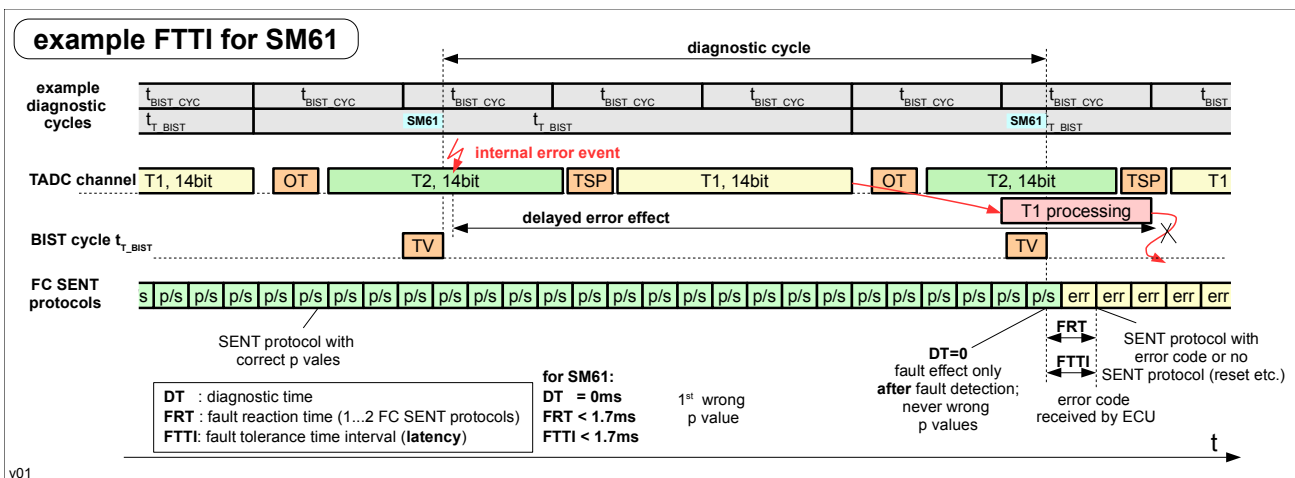 example FTTI for SM61
diagnostic cycle
example
diagnostic
cycles
tBIST_CYC tBIST_CYC tBIST_CYC tBIST_CYC tBIST_CYC tBIST_CYC tBIST_CYC tBIST
tT_BIST SM61 tT_BIST SM61 tT_BIST
internal error event
TADC channel T1, 14bit OT T2, 14bit TSP T1, 14bit OT T2, 14bit TSP T1
T1 processing
delayed error effect
BIST cycle tT_BIST TV TV
FC SENT
protocols
s p/s p/s p/s p/s p/s p/s p/s p/s p/s p/s p/s p/s p/s p/s p/s p/s p/s p/s p/s p/s p/s p/s p/s p/s p/s p/s err err err err err
SENT protocol with
correct p vales
FRT
FTTI
DT=0
fault effect only
after fault detection;
never wrong
p values
SENT protocol with
error code or no
SENT protocol (reset etc.)
error code
received by ECU
DT : diagnostic time
FRT : fault reaction time (1...2 FC SENT protocols)
FTTI: fault tolerance time interval (latency)
for SM61:
DT = 0ms
FRT < 1.7ms
FTTI < 1.7ms
1st wrong
p value
t
v01